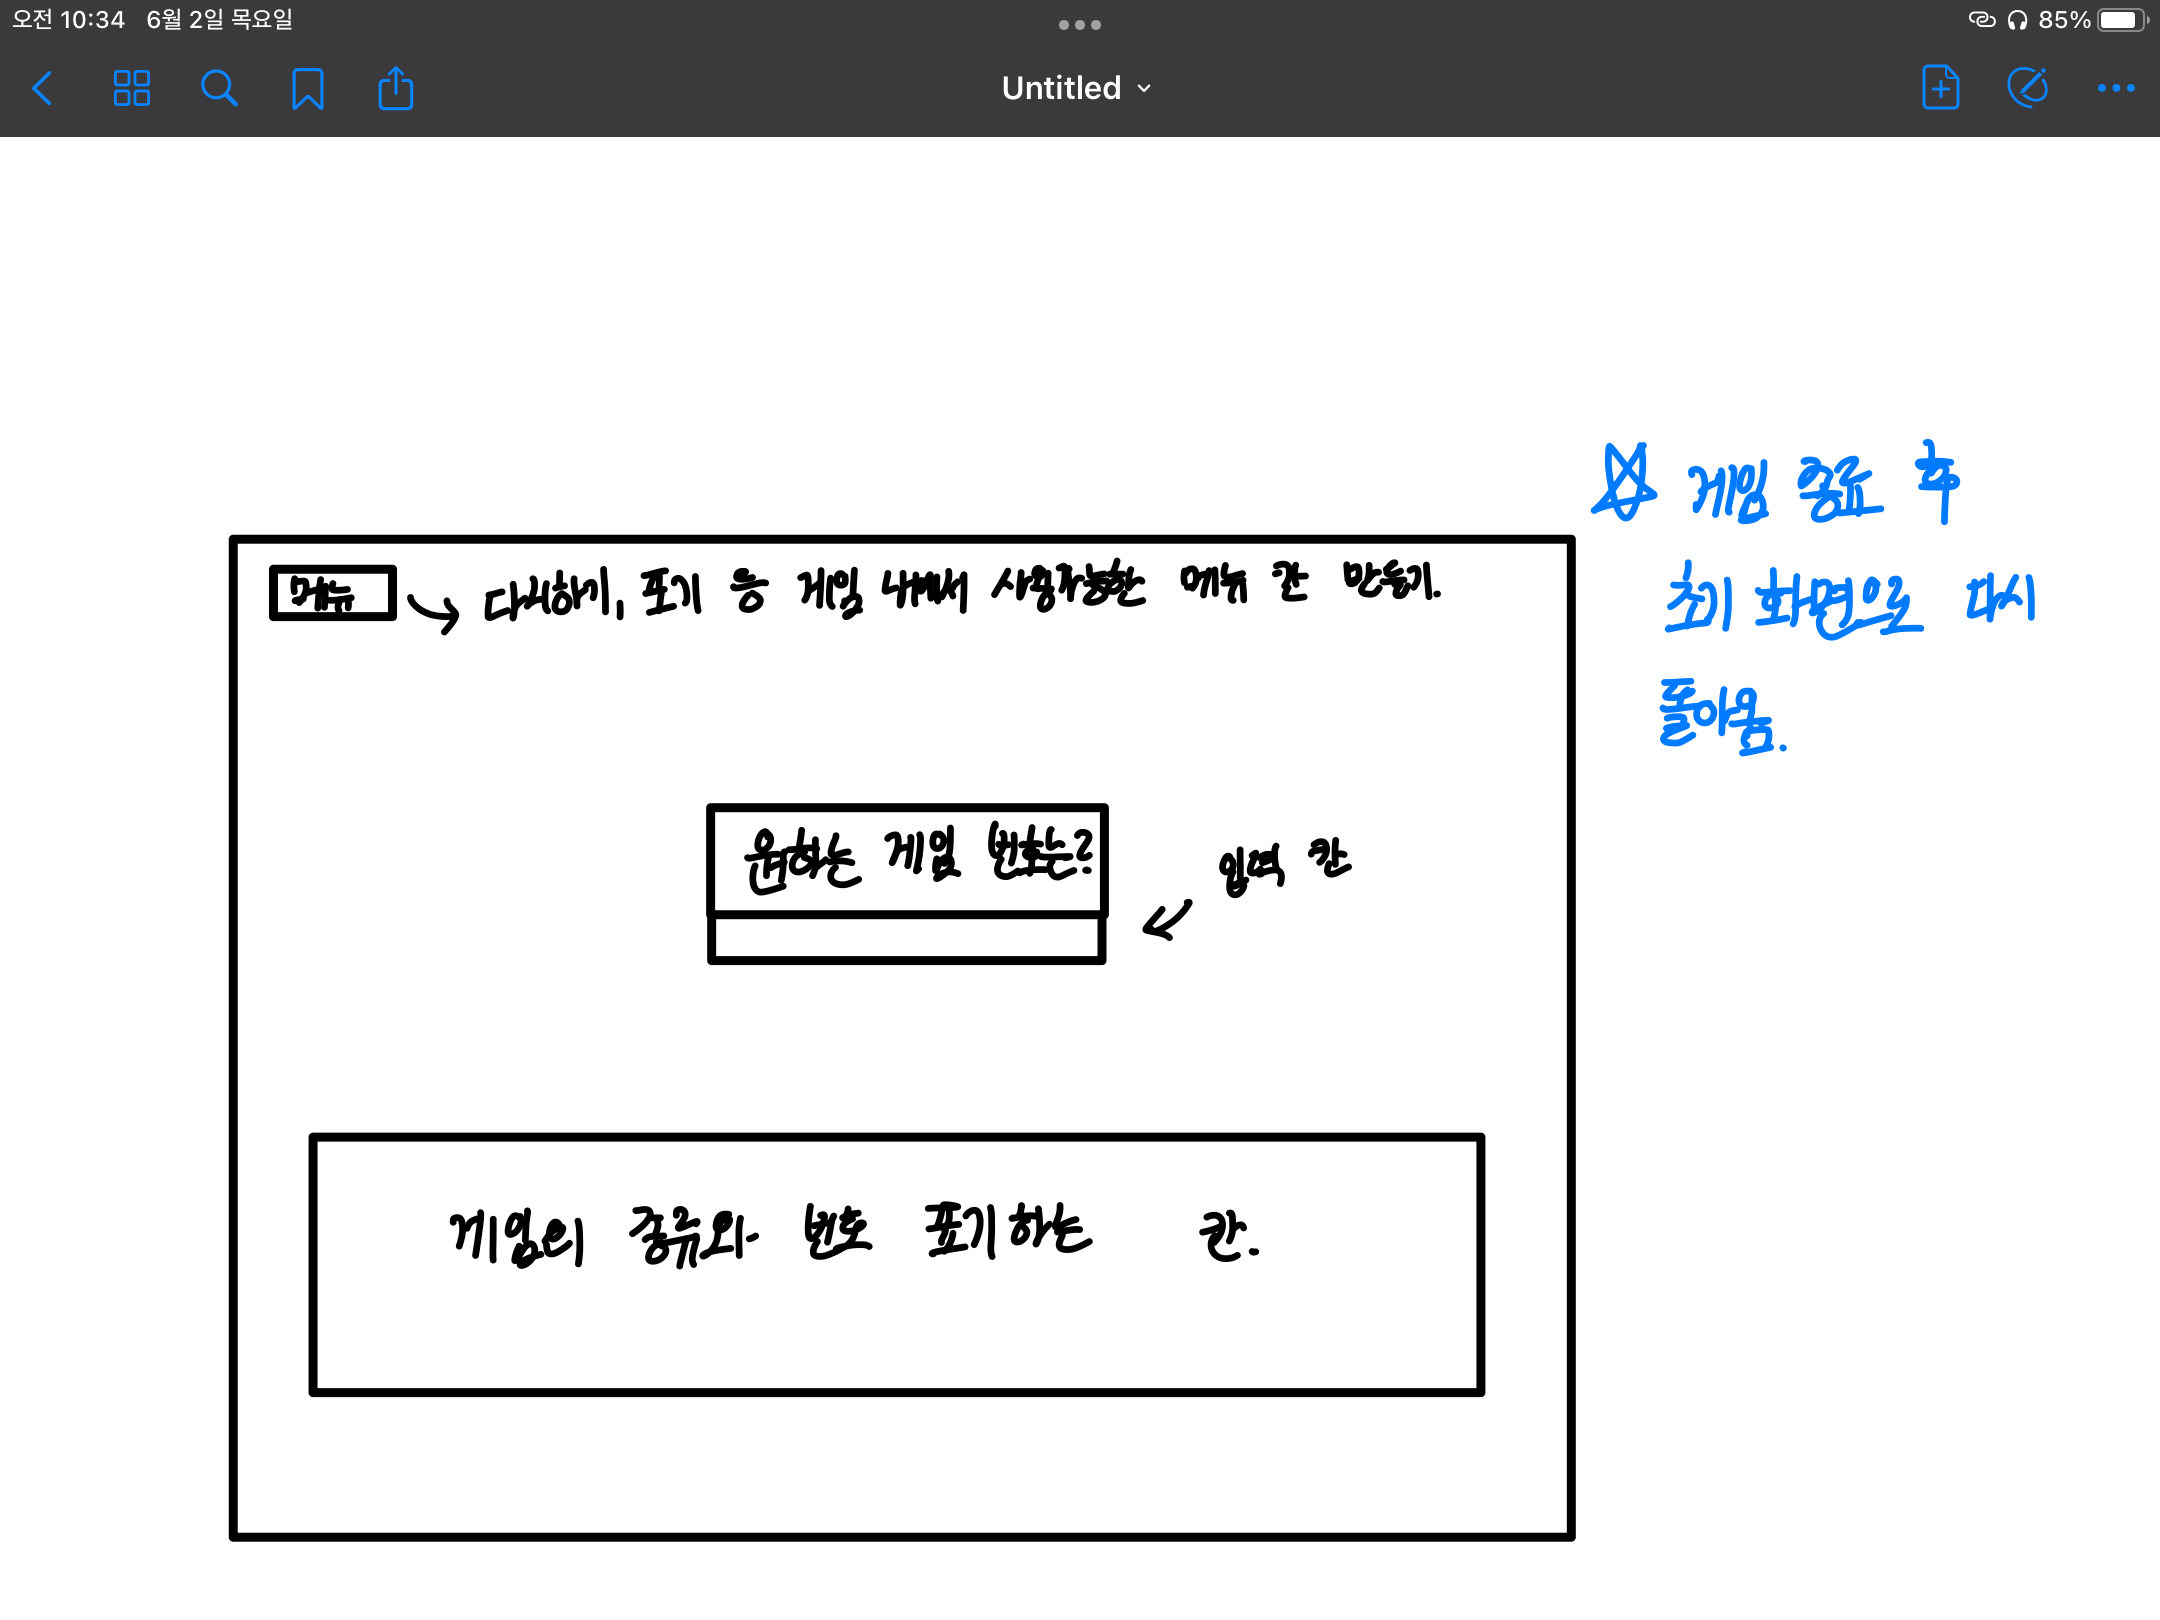 오전 10:34 6월 2일 목요일
85%
Untitled
☆ 게임 종료 후
초기 화면으로 다시
돌아옴.
메뉴 → 다시하기, 포기 등 게임 내에서 사용가능한 메뉴 칸 만들기.
원하는 게임 번호는?
입력 칸
게임의 종류와 번호 표기하는 칸.